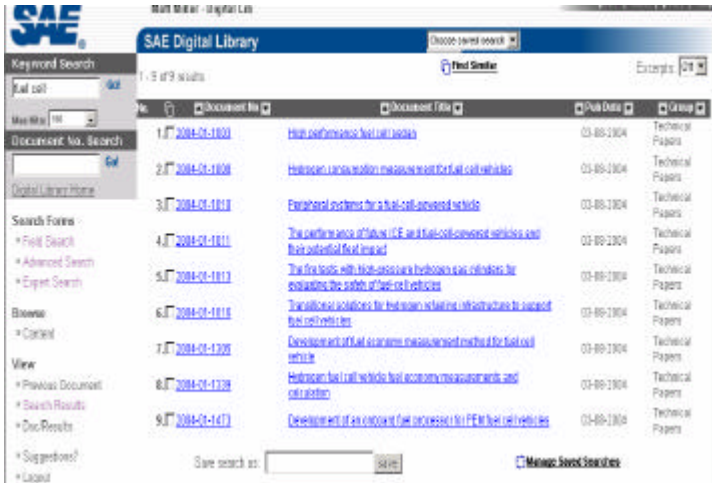 SAE
SAE Digital Library
Choose saved search
Keyword Search
fuel cell
Go!
Max Hits: 100
Document No. Search
Go!
Digital Library Home
Search Forms
Field Search
Advanced Search
Expert Search
Browse
Content
View
Previous Document
Search Results
Doc/Results
Suggestions?
Logout
1 - 9 of 9 results
Find Similar
Excerpts: Off
No. Document No Document Title Pub Date Group
1. 2004-01-1003 High performance fuel cell sedan 03-08-2004 Technical Papers
2. 2004-01-1008 Hydrogen consumption measurement for fuel cell vehicles 03-08-2004 Technical Papers
3. 2004-01-1010 Peripheral systems for a fuel-cell-powered vehicle 03-08-2004 Technical Papers
4. 2004-01-1011 The performance of future ICE and fuel-cell-powered vehicles and
their potential fleet impact 03-08-2004 Technical Papers
5. 2004-01-1013 The fire tests with high-pressure hydrogen gas cylinders for
evaluating the safety of fuel-cell vehicles 03-08-2004 Technical Papers
6. 2004-01-1016 Transitional solutions for hydrogen refueling infrastructure to support
fuel cell vehicles 03-08-2004 Technical Papers
7. 2004-01-1305 Development of fuel economy measurement method for fuel cell
vehicle 03-08-2004 Technical Papers
8. 2004-01-1339 Hydrogen fuel cell vehicle fuel economy measurements and
calculation 03-08-2004 Technical Papers
9. 2004-01-1473 Development of an onboard fuel processor for PEM fuel cell vehicles 03-08-2004 Technical Papers
Save search as: save
Manage Saved Searches